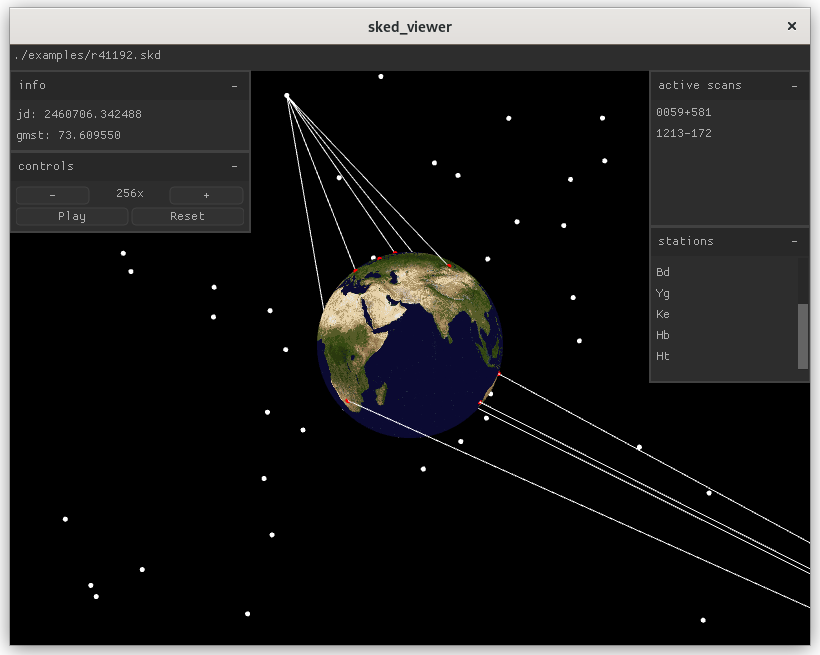 sked_viewer ×
./examples/r41192.skd
info −
jd: 2460706.342488
gmst: 73.609550
controls −
− 256x +
Play Reset
active scans −
0059+581
1213-172
stations −
Bd
Yg
Ke
Hb
Ht